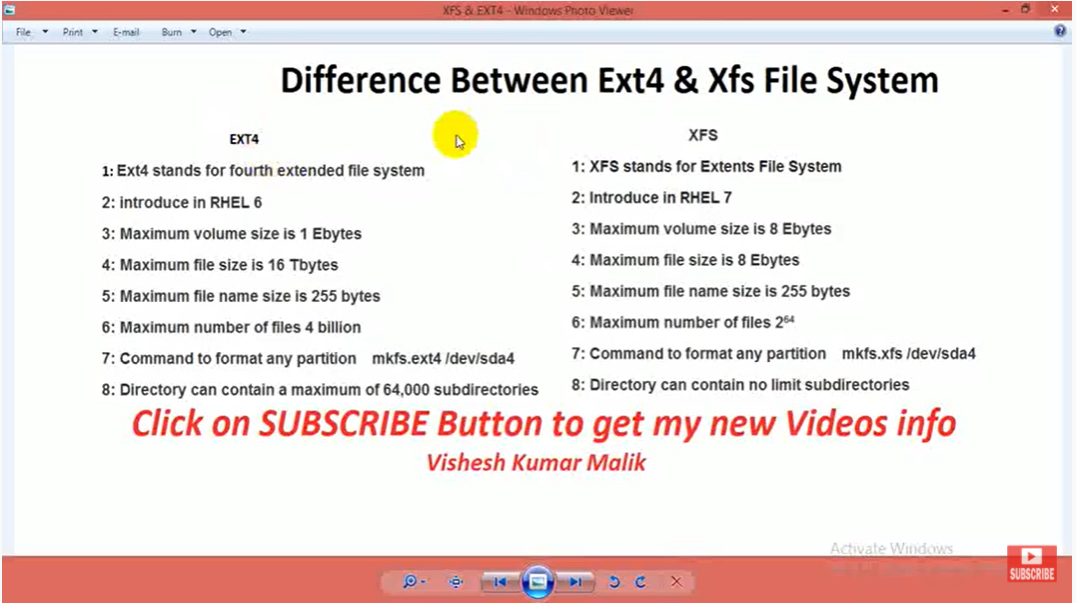 XFS & EXT4 - Windows Photo Viewer
File Print E-mail Burn Open
Difference Between Ext4 & Xfs File System
EXT4
1: Ext4 stands for fourth extended file system
2: introduce in RHEL 6
3: Maximum volume size is 1 Ebytes
4: Maximum file size is 16 Tbytes
5: Maximum file name size is 255 bytes
6: Maximum number of files 4 billion
7: Command to format any partition mkfs.ext4 /dev/sda4
8: Directory can contain a maximum of 64,000 subdirectories
XFS
1: XFS stands for Extents File System
2: Introduce in RHEL 7
3: Maximum volume size is 8 Ebytes
4: Maximum file size is 8 Ebytes
5: Maximum file name size is 255 bytes
6: Maximum number of files 2⁶⁴
7: Command to format any partition mkfs.xfs /dev/sda4
8: Directory can contain no limit subdirectories
Click on SUBSCRIBE Button to get my new Videos info
Vishesh Kumar Malik
Activate Windows
SUBSCRIBE